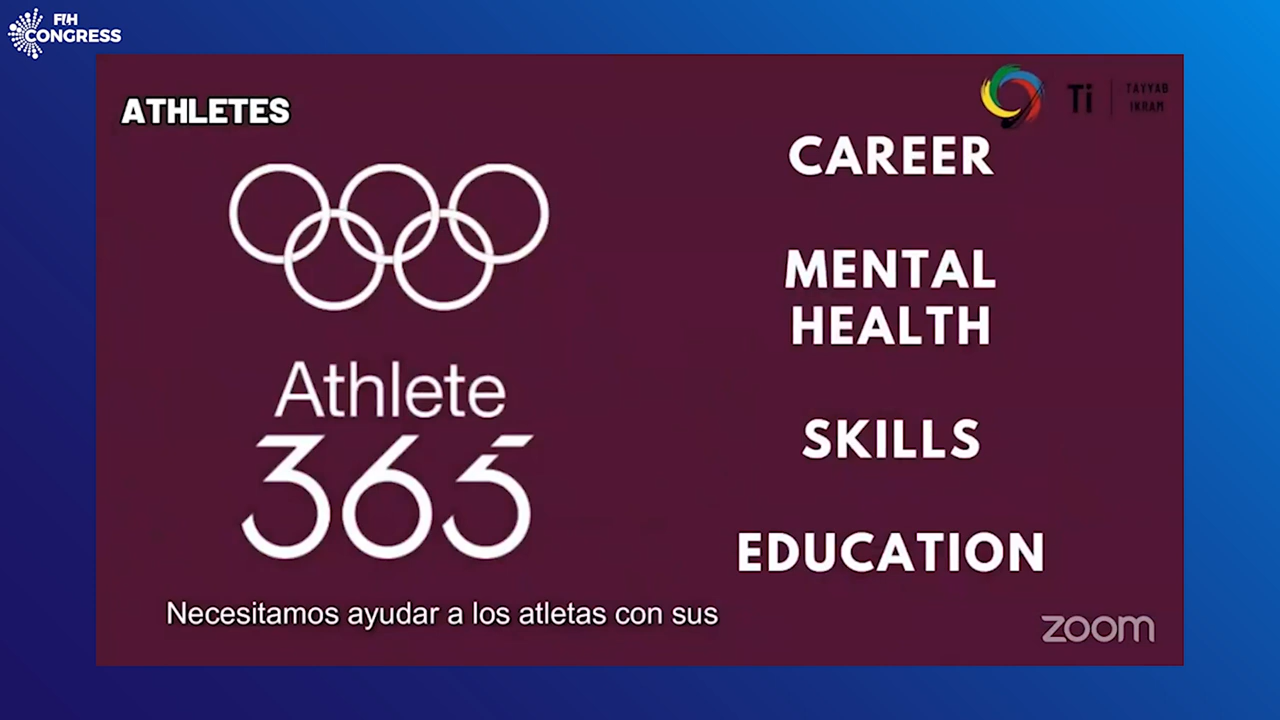 FIH
CONGRESS
ATHLETES
Ti
TAYYAB
IKRAM
CAREER
MENTAL
HEALTH
SKILLS
EDUCATION
Athlete
365
Necesitamos ayudar a los atletas con sus
zoom